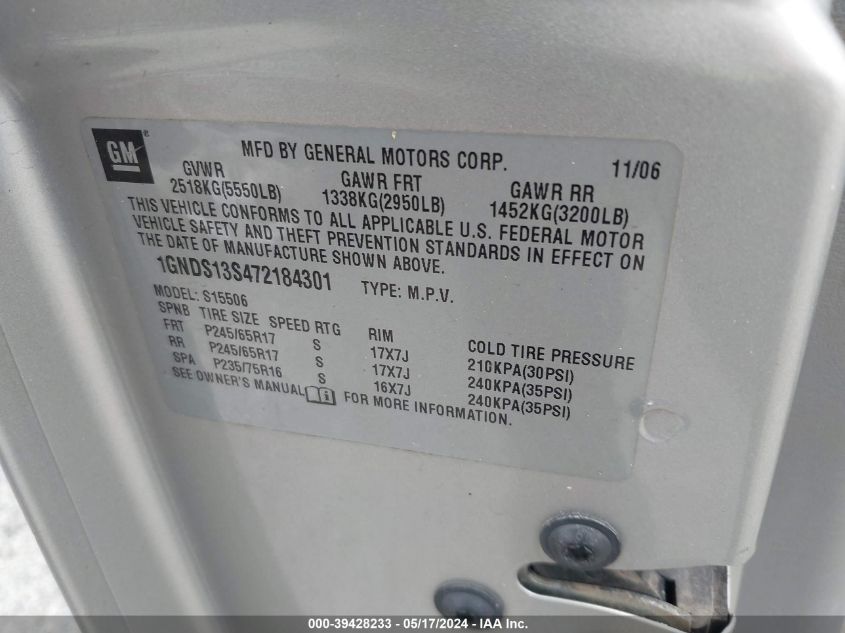 GM®
MFD BY GENERAL MOTORS CORP. 11/06
GVWR GAWR FRT GAWR RR
2518KG(5550LB) 1338KG(2950LB) 1452KG(3200LB)
THIS VEHICLE CONFORMS TO ALL APPLICABLE U.S. FEDERAL MOTOR
VEHICLE SAFETY AND THEFT PREVENTION STANDARDS IN EFFECT ON
THE DATE OF MANUFACTURE SHOWN ABOVE.
1GNDS13S472184301 TYPE: M.P.V.
MODEL: S15506
SPNB TIRE SIZE SPEED RTG RIM COLD TIRE PRESSURE
FRT P245/65R17 S 17X7J 210KPA(30PSI)
RR P245/65R17 S 17X7J 240KPA(35PSI)
SPA P235/75R16 S 16X7J 240KPA(35PSI)
SEE OWNER'S MANUAL FOR MORE INFORMATION.
000-39428233 - 05/17/2024 - IAA Inc.